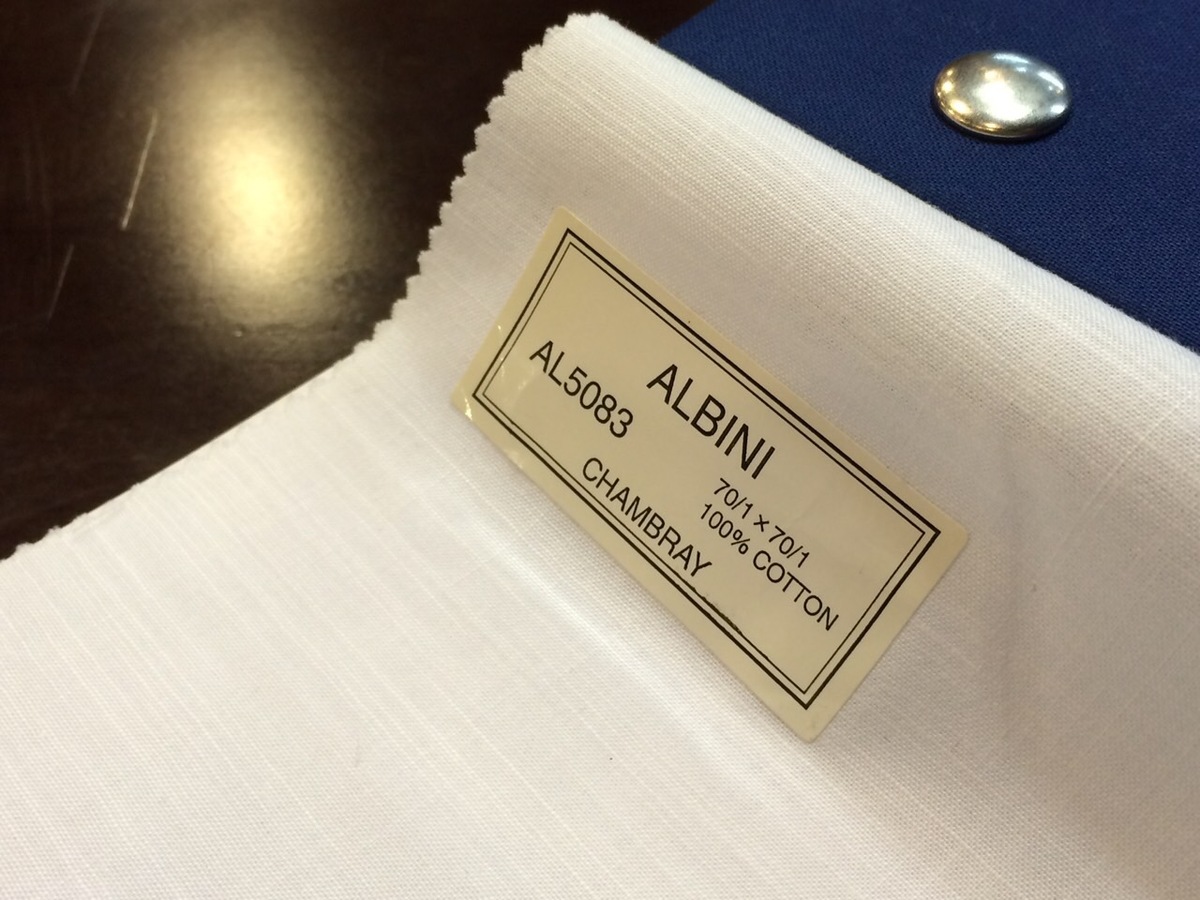 ALBINI
AL5083
70/1 × 70/1
100% COTTON
CHAMBRAY